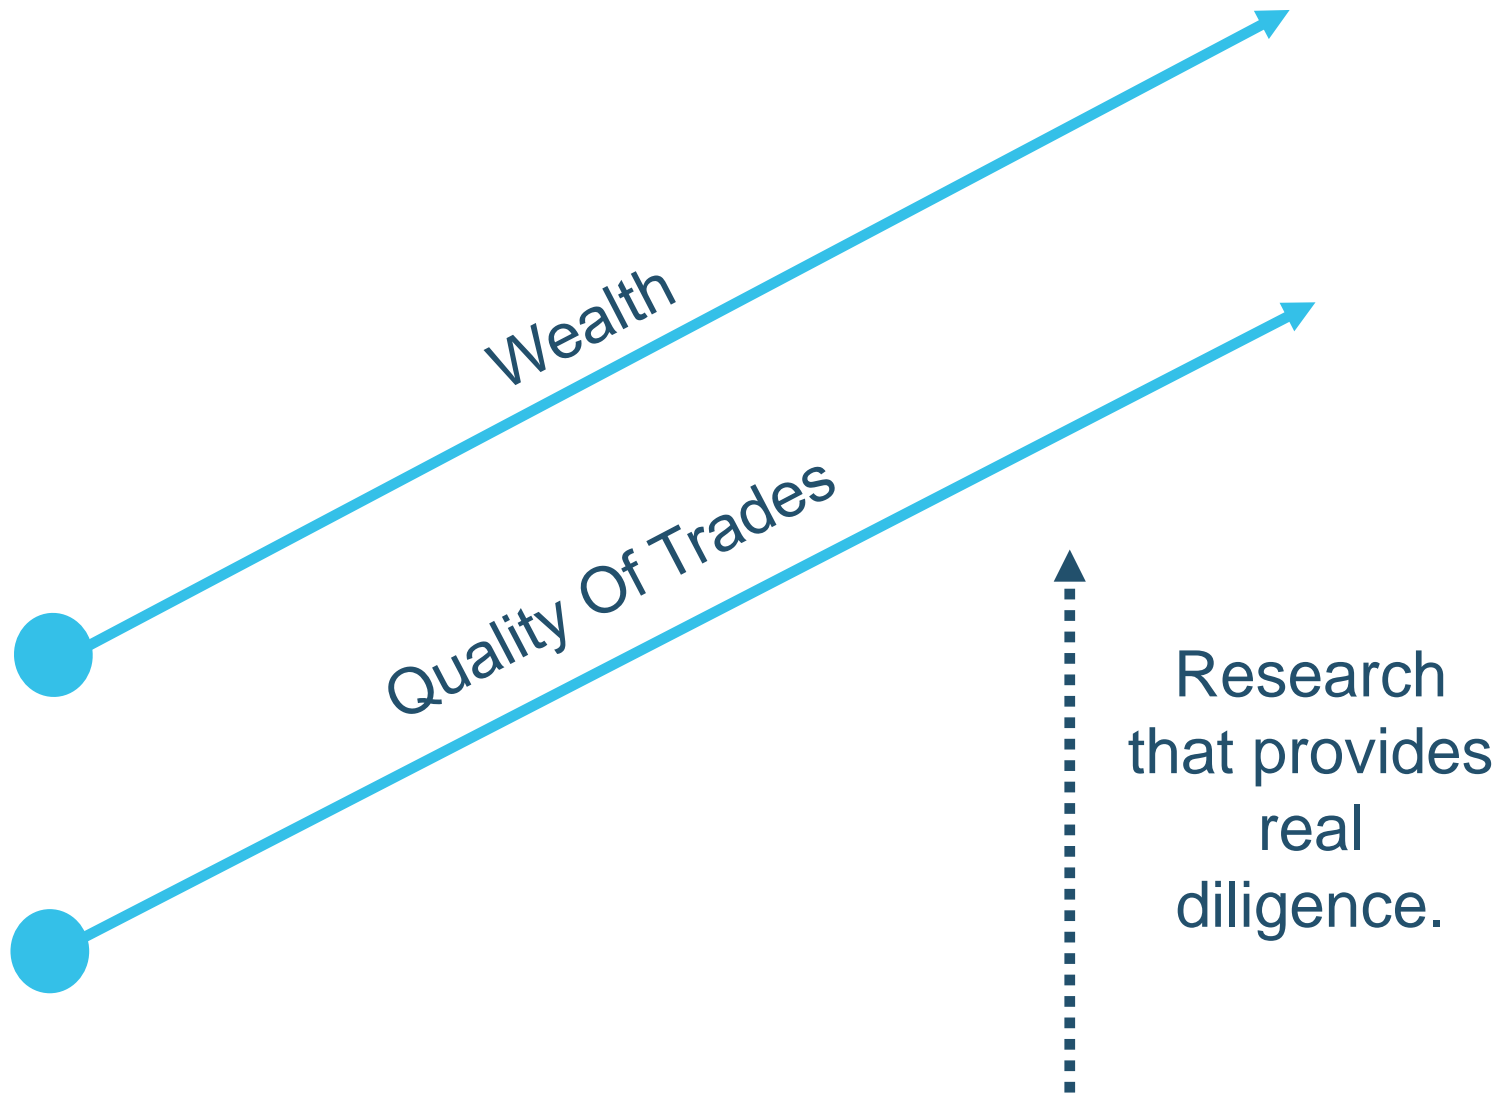 Wealth
Quality Of Trades
Research
that provides
real
diligence.